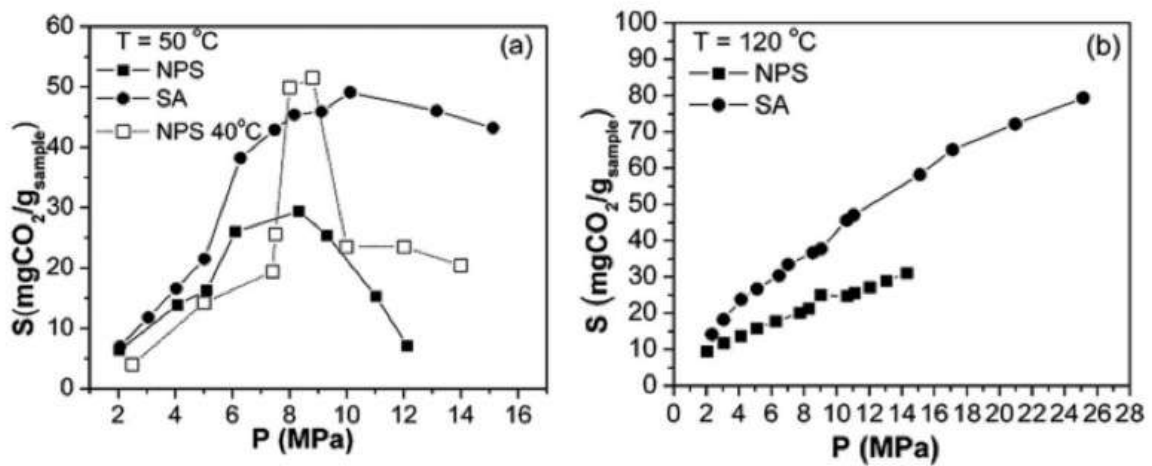 (a)
T = 50 °C
NPS
SA
NPS 40°C
S(mgCO₂/g_sample)
60
50
40
30
20
10
0
2 4 6 8 10 12 14 16
P (MPa)
(b)
T = 120 °C
NPS
SA
S (mgCO₂/g_sample)
100
90
80
70
60
50
40
30
20
10
0
0 2 4 6 8 10 12 14 16 18 20 22 24 26 28
P (MPa)